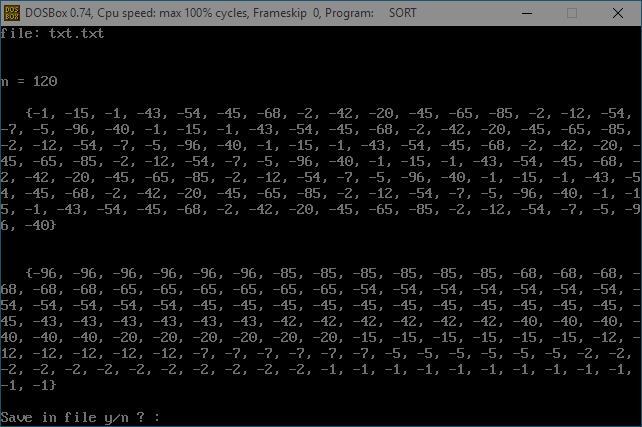 DOSBox 0.74, Cpu speed: max 100% cycles, Frameskip 0, Program: SORT
file: txt.txt
n = 120
{-1, -15, -1, -43, -54, -45, -68, -2, -42, -20, -45, -65, -85, -2, -12, -54,
-7, -5, -96, -40, -1, -15, -1, -43, -54, -45, -68, -2, -42, -20, -45, -65, -85,
-2, -12, -54, -7, -5, -96, -40, -1, -15, -1, -43, -54, -45, -68, -2, -42, -20, -
45, -65, -85, -2, -12, -54, -7, -5, -96, -40, -1, -15, -1, -43, -54, -45, -68, -
2, -42, -20, -45, -65, -85, -2, -12, -54, -7, -5, -96, -40, -1, -15, -1, -43, -5
4, -45, -68, -2, -42, -20, -45, -65, -85, -2, -12, -54, -7, -5, -96, -40, -1, -1
5, -1, -43, -54, -45, -68, -2, -42, -20, -45, -65, -85, -2, -12, -54, -7, -5, -9
6, -40}
{-96, -96, -96, -96, -96, -96, -85, -85, -85, -85, -85, -85, -68, -68, -68, -
68, -68, -68, -65, -65, -65, -65, -65, -65, -54, -54, -54, -54, -54, -54, -54, -
54, -54, -54, -54, -54, -45, -45, -45, -45, -45, -45, -45, -45, -45, -45, -45, -
45, -43, -43, -43, -43, -43, -43, -42, -42, -42, -42, -42, -42, -40, -40, -40, -
40, -40, -40, -20, -20, -20, -20, -20, -20, -15, -15, -15, -15, -15, -15, -12, -
12, -12, -12, -12, -12, -7, -7, -7, -7, -7, -7, -5, -5, -5, -5, -5, -5, -2, -2,
-2, -2, -2, -2, -2, -2, -2, -2, -2, -2, -1, -1, -1, -1, -1, -1, -1, -1, -1, -1,
-1, -1}
Save in file y/n ? :